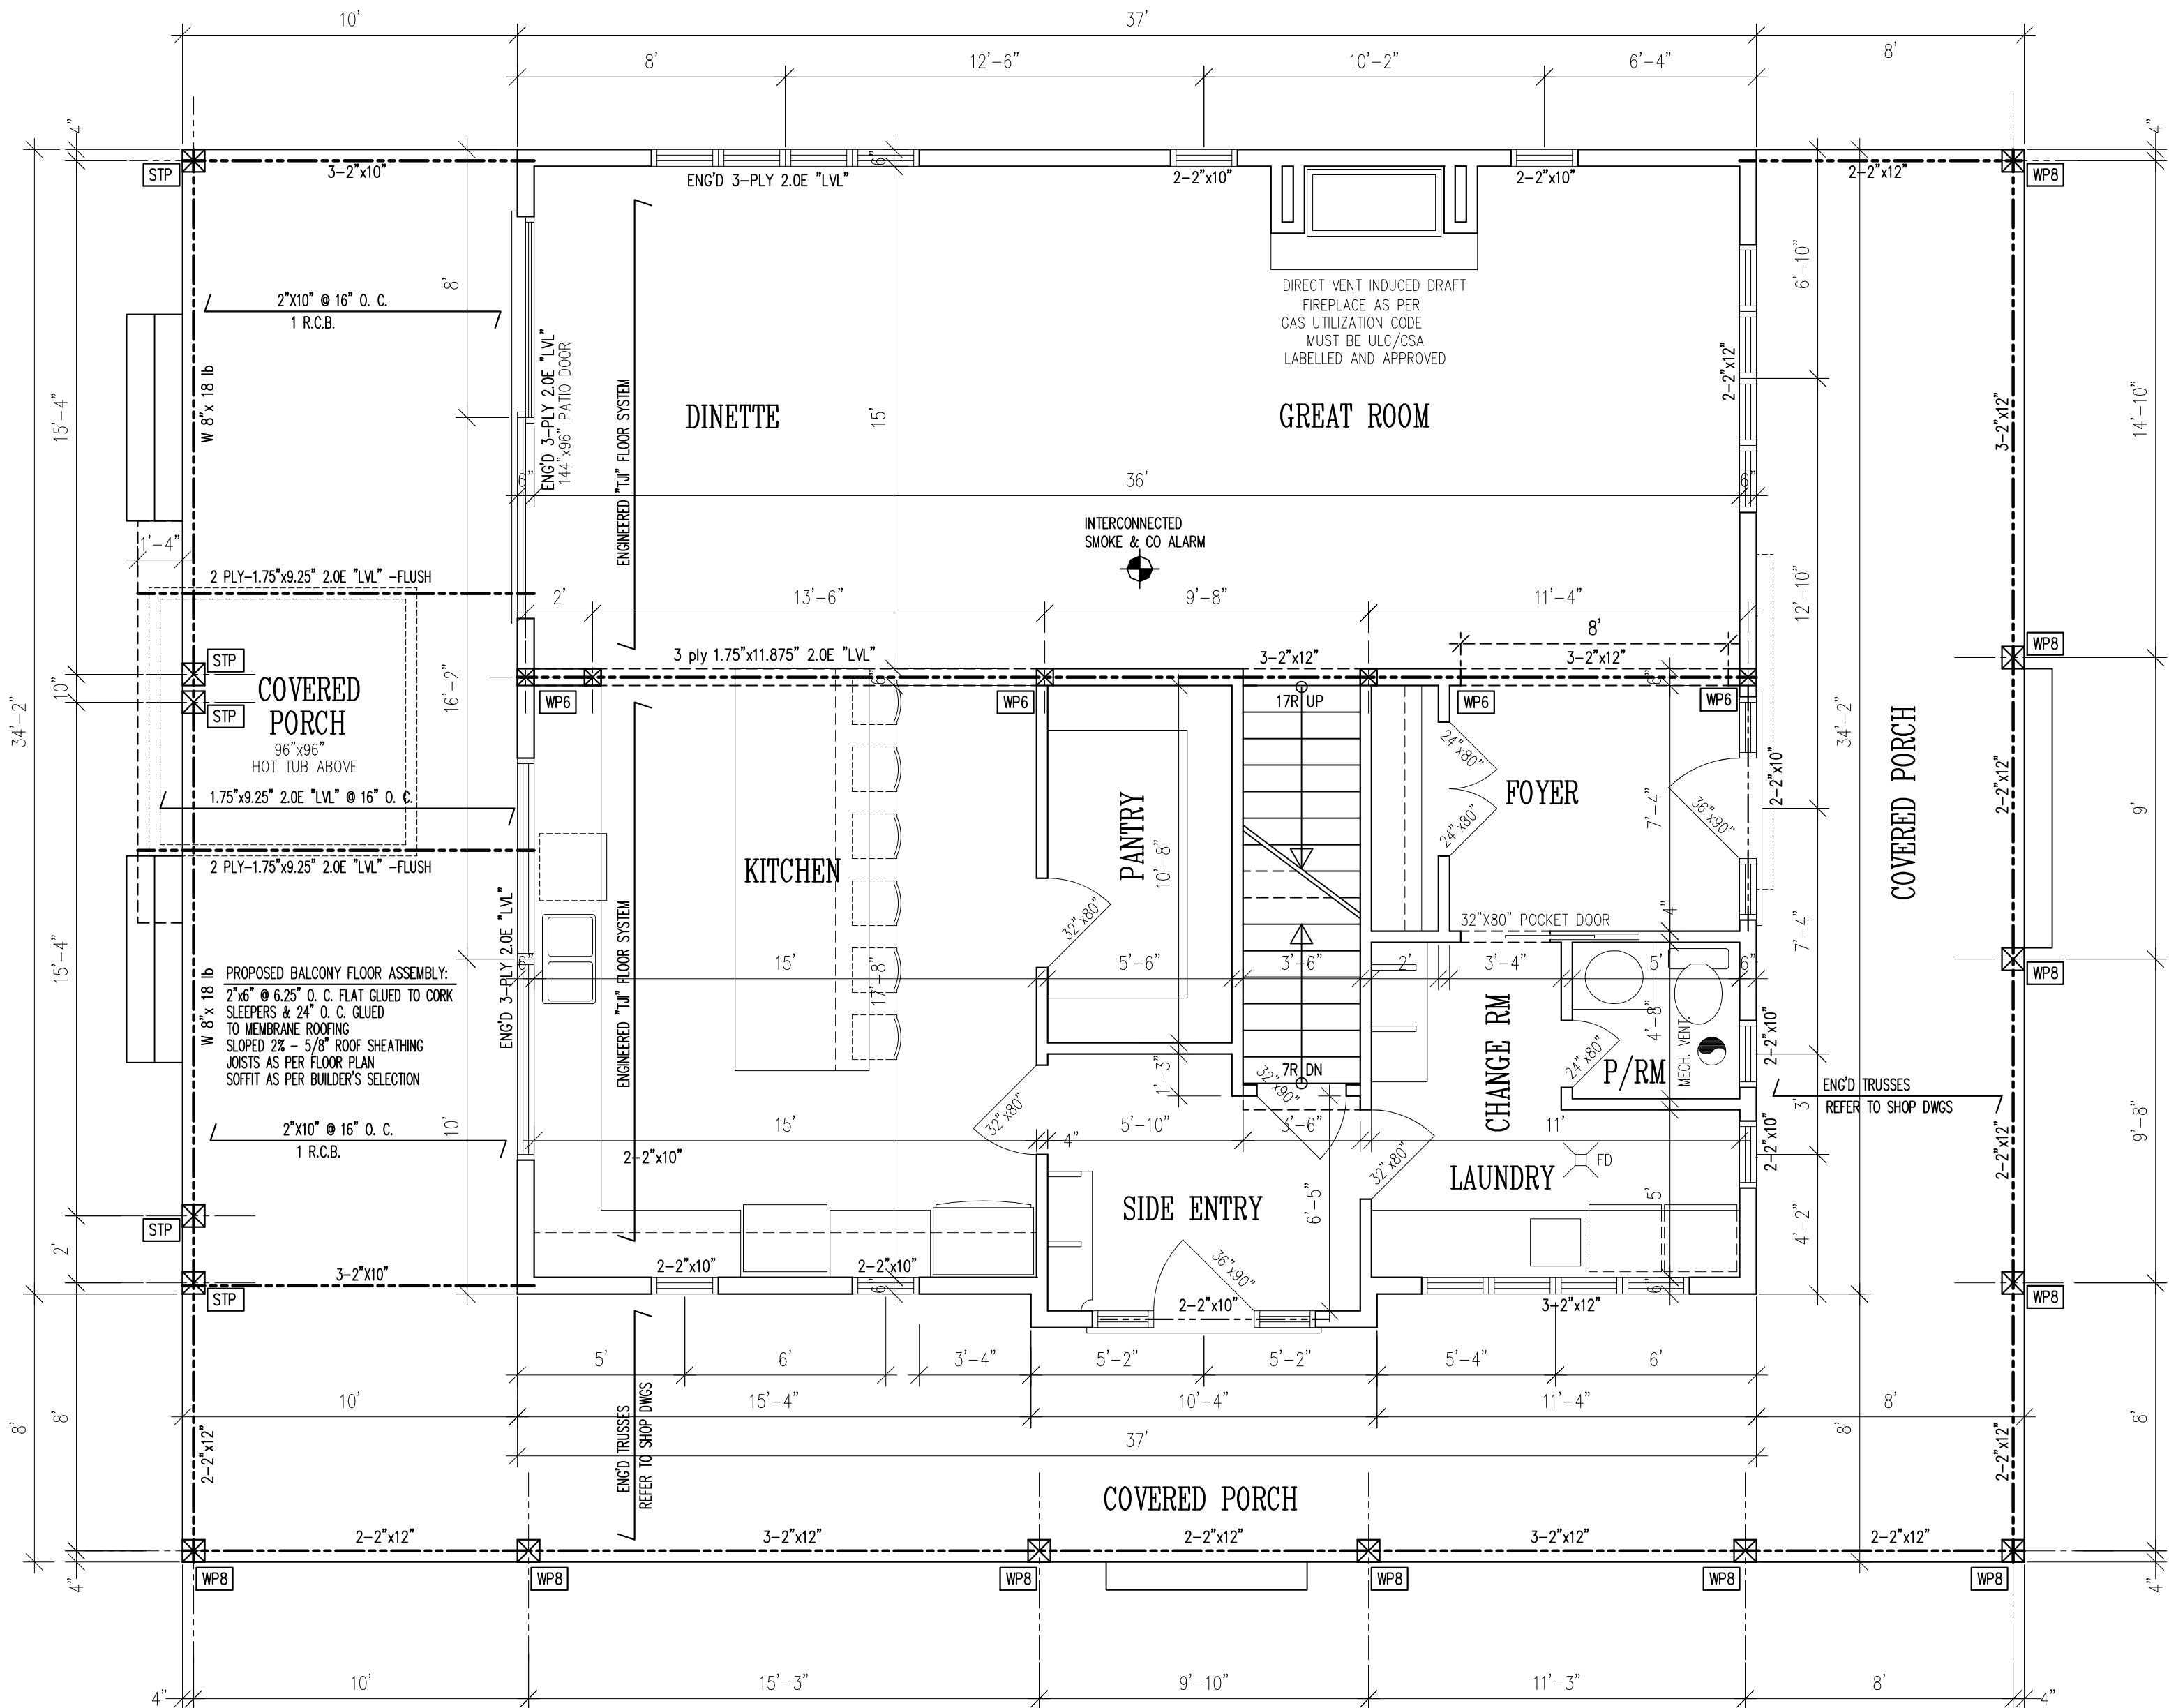 10'
37'
8'
8'
12'-6"
10'-2"
6'-4"
4"
4"
STP
3-2"x10"
ENG'D 3-PLY 2.0E "LVL"
6"
2-2"x10"
2-2"x10"
2-2"x12"
WP8
2"X10" @ 16" O. C.
1 R.C.B.
8'
DIRECT VENT INDUCED DRAFT
FIREPLACE AS PER
GAS UTILIZATION CODE
MUST BE ULC/CSA
LABELLED AND APPROVED
6'-10"
W 8"x 18 lb
15'-4"
ENG'D 3-PLY 2.0E "LVL"
144"x96" PATIO DOOR
ENGINEERED "TJI" FLOOR SYSTEM
DINETTE
15'
GREAT ROOM
2-2"x12"
3-2"x12"
14'-10"
6"
36'
6"
INTERCONNECTED
SMOKE & CO ALARM
1'-4"
2 PLY-1.75"x9.25" 2.0E "LVL" -FLUSH
2'
13'-6"
9'-8"
11'-4"
12'-10"
8'
3 ply 1.75"x11.875" 2.0E "LVL"
3-2"x12"
3-2"x12"
WP8
STP
10"
STP
COVERED
PORCH
96"x96"
HOT TUB ABOVE
34'-2"
16'-2"
WP6
6"
WP6
17R UP
WP6
6"
WP6
34'-2"
COVERED PORCH
24"x80"
FOYER
2-2"x10"
36"x90"
7'-4"
24"x80"
2-2"x12"
9'
1.75"x9.25" 2.0E "LVL" @ 16" O. C.
2 PLY-1.75"x9.25" 2.0E "LVL" -FLUSH
KITCHEN
PANTRY
10'-8"
32"x80"
32"X80" POCKET DOOR
4"
7'-4"
15'-4"
W 8"x 18 lb
PROPOSED BALCONY FLOOR ASSEMBLY:
2"x6" @ 6.25" O. C. FLAT GLUED TO CORK
SLEEPERS & 24" O. C. GLUED
TO MEMBRANE ROOFING
SLOPED 2% - 5/8" ROOF SHEATHING
JOISTS AS PER FLOOR PLAN
SOFFIT AS PER BUILDER'S SELECTION
ENG'D 3-PLY 2.0E "LVL"
ENGINEERED "TJI" FLOOR SYSTEM
6"
15'
17'-8"
5'-6"
3'-6"
2'
3'-4"
5'
6"
WP8
CHANGE RM
4'-8"
MECH. VENT.
2-2"x10"
24"x80"
P/RM
1'-3"
7R DN
32"x90"
ENG'D TRUSSES
REFER TO SHOP DWGS
3'
2"X10" @ 16" O. C.
1 R.C.B.
10'
32"x80"
15'
4"
5'-10"
3'-6"
32"x80"
11'
2-2"x10"
2-2"x12"
9'-8"
2-2"x10"
LAUNDRY
FD
SIDE ENTRY
6'-5"
5'
4'-2"
STP
2'
3-2"X10"
STP
2-2"x10"
2-2"x10"
6"
36"x90"
2-2"x10"
3-2"x12"
6"
WP8
5'
6'
3'-4"
5'-2"
5'-2"
5'-4"
6'
10'
15'-4"
10'-4"
11'-4"
8'
8'
8'
2-2"x12"
ENG'D TRUSSES
REFER TO SHOP DWGS
37'
8'
2-2"x12"
8'
COVERED PORCH
2-2"x12"
3-2"x12"
2-2"x12"
3-2"x12"
2-2"x12"
4"
WP8
WP8
WP8
WP8
WP8
WP8
4"
4"
10'
15'-3"
9'-10"
11'-3"
8'
4"